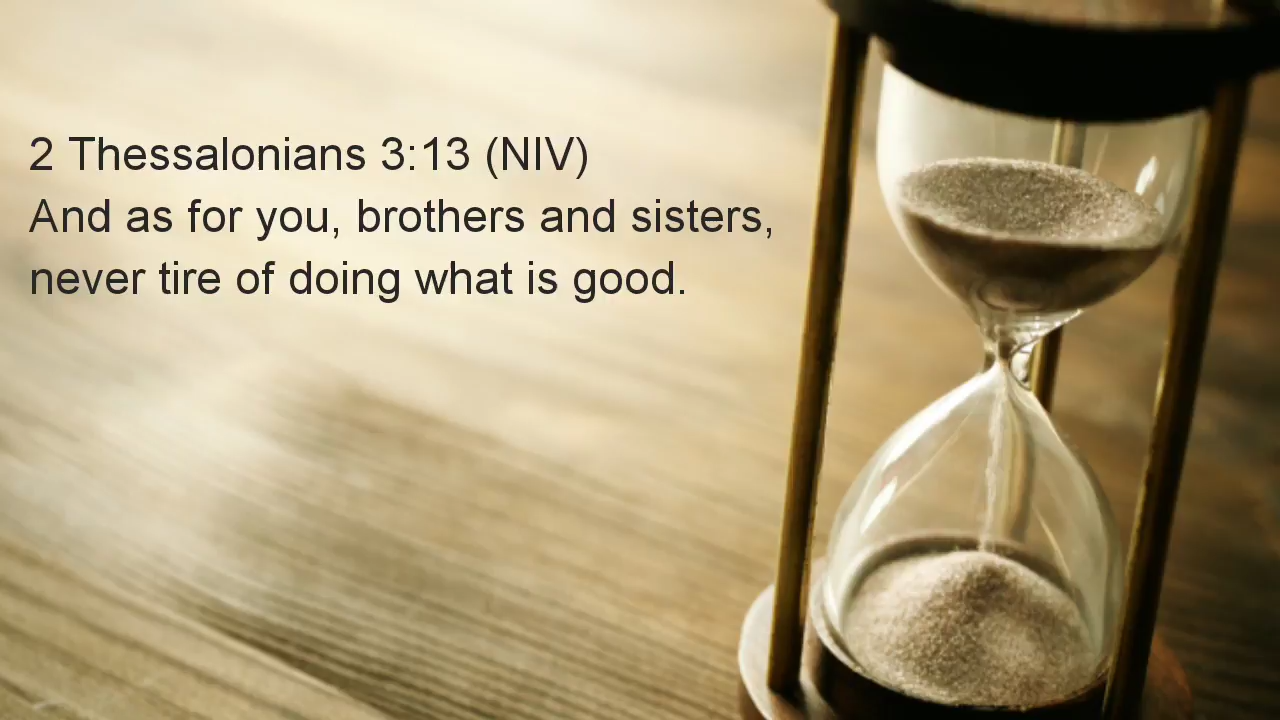 2 Thessalonians 3:13 (NIV)
And as for you, brothers and sisters,
never tire of doing what is good.